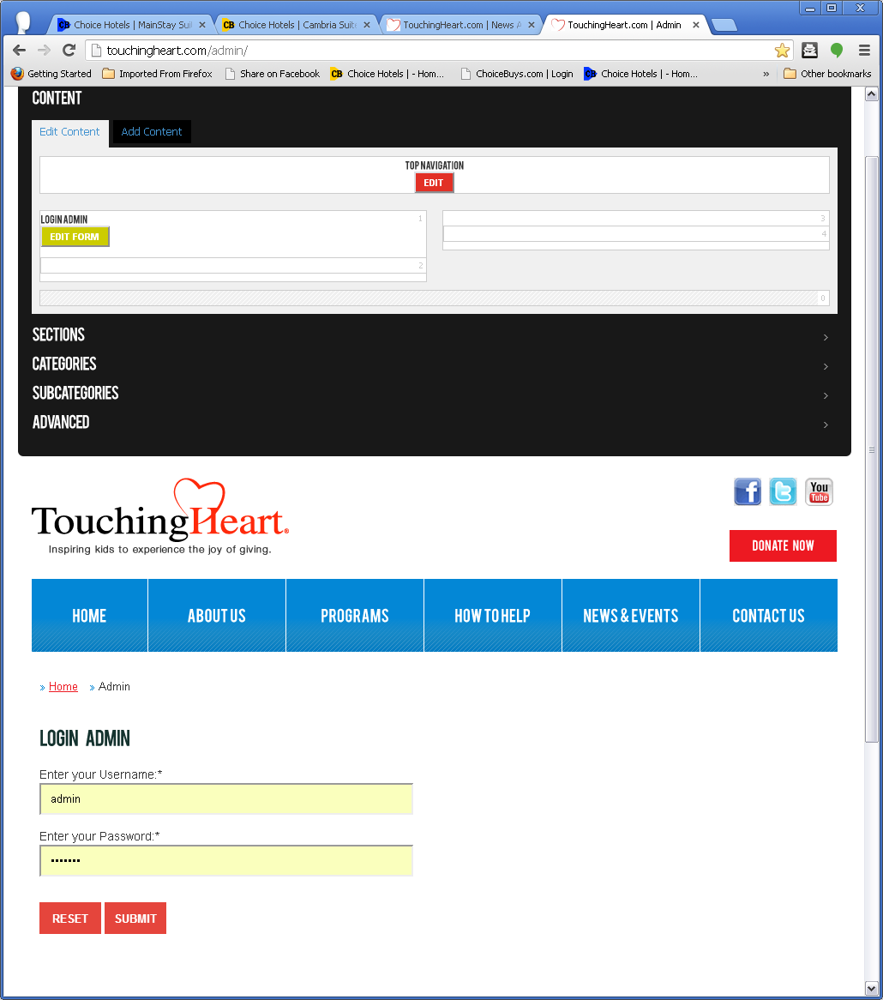 Choice Hotels | MainStay Sui
Choice Hotels | Cambria Suite
TouchingHeart.com | News A
TouchingHeart.com | Admin
touchingheart.com/admin/
Getting Started
Imported From Firefox
Share on Facebook
CB Choice Hotels | - Hom...
ChoiceBuys.com | Login
CB Choice Hotels | - Hom...
»
Other bookmarks
CONTENT
Edit Content
Add Content
TOP NAVIGATION
EDIT
LOGIN ADMIN
1
EDIT FORM
2
3
4
0
SECTIONS
CATEGORIES
SUBCATEGORIES
ADVANCED
TouchingHeart®
Inspiring kids to experience the joy of giving.
You
Tube
DONATE NOW
HOME
ABOUT US
PROGRAMS
HOW TO HELP
NEWS & EVENTS
CONTACT US
» Home » Admin
LOGIN ADMIN
Enter your Username:*
admin
Enter your Password:*
•••••••
RESET
SUBMIT